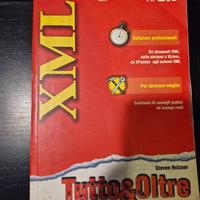 XML
Soluzioni professionali
Gli strumenti XML:
dalla sintassi a XLinux,
da XPointer agli schemi XML
Per lavorare meglio
Centinaia di consigli pratici
ed esempi reali
Steven Holzner
Tutto&Oltre